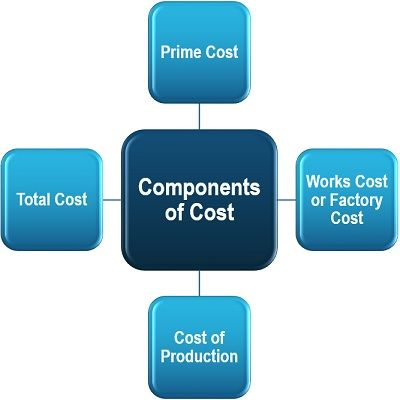 Prime Cost
Total Cost
Components
of Cost
Works Cost
or Factory
Cost
Cost of
Production